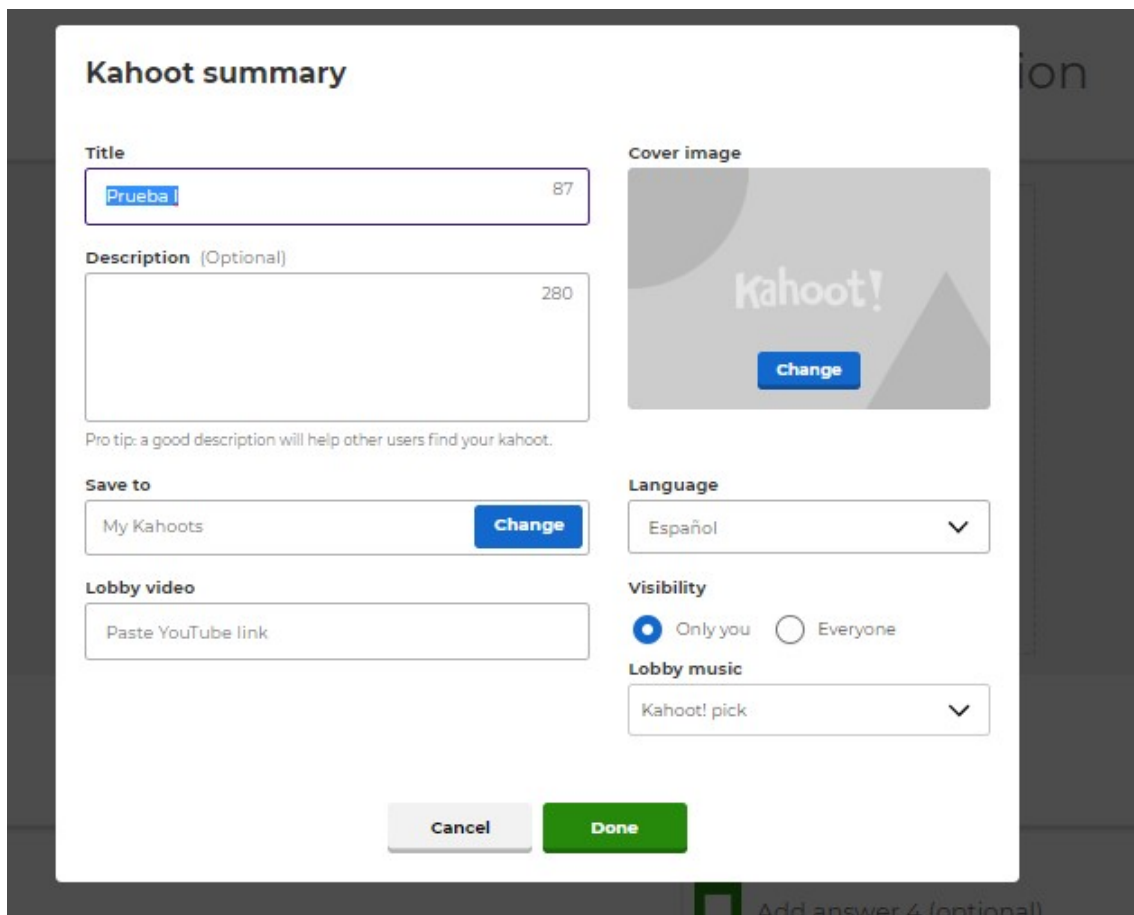 ion
Kahoot summary
Title
Prueba I
87
Description (Optional)
280
Pro tip: a good description will help other users find your kahoot.
Save to
My Kahoots
Change
Lobby video
Paste YouTube link
Cover image
Kahoot!
Change
Language
Español
Visibility
Only you
Everyone
Lobby music
Kahoot! pick
Cancel
Done
Add answer 4 (optional)